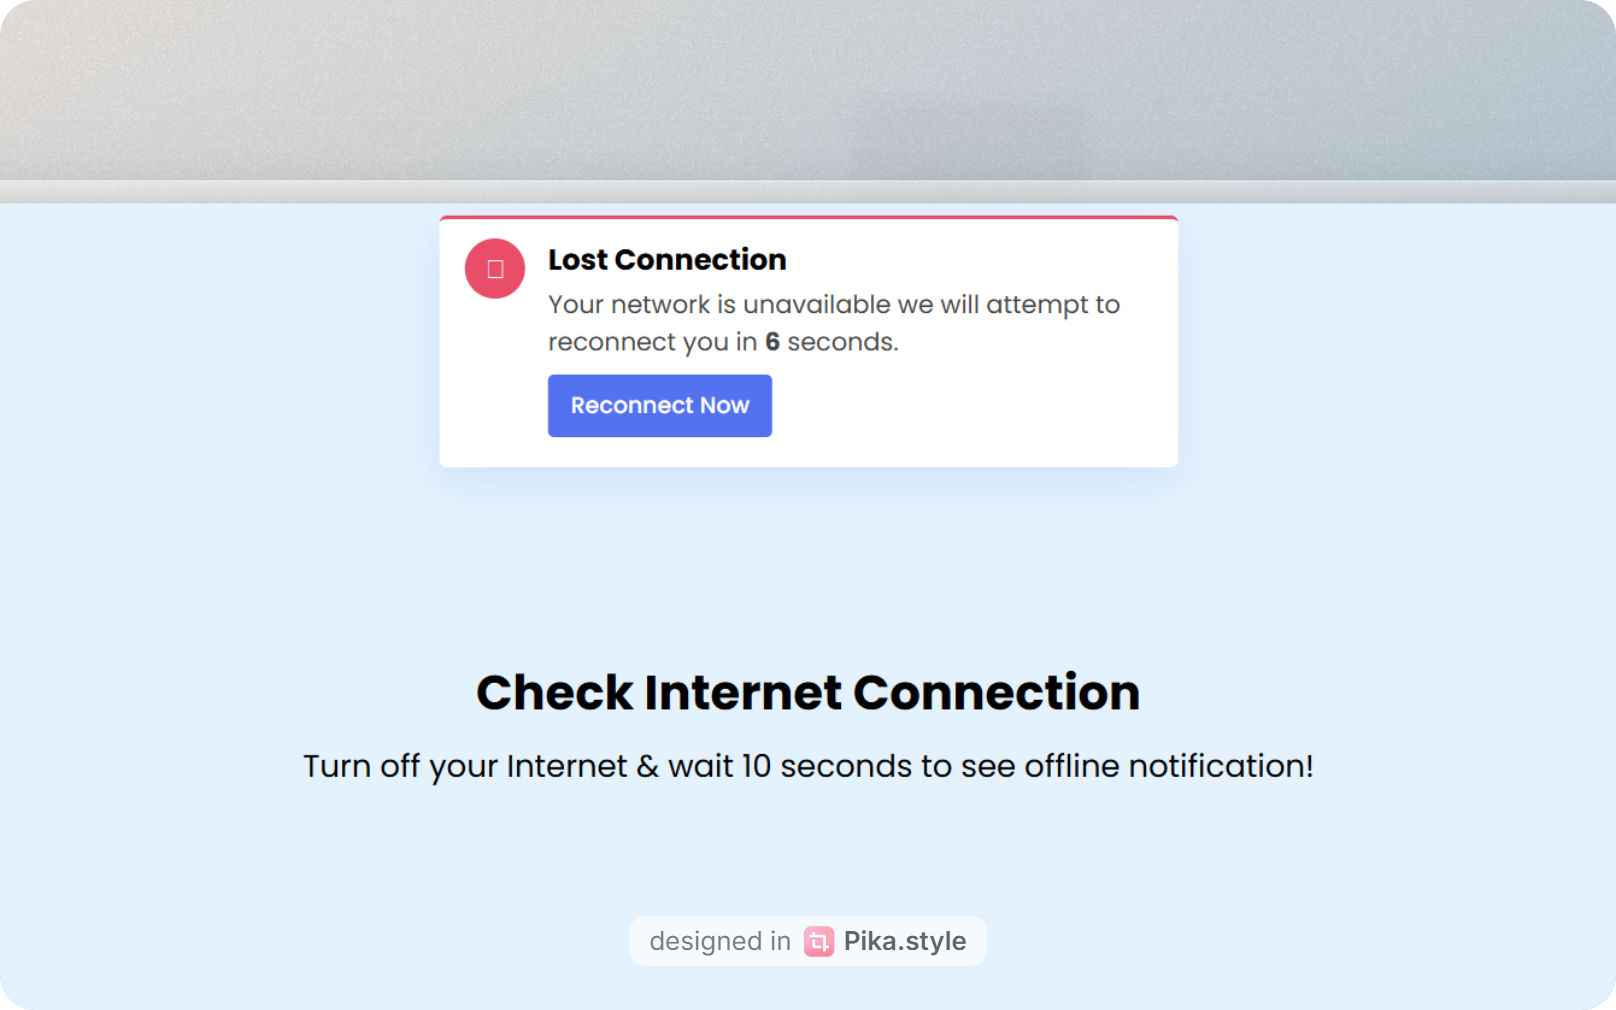 Lost Connection
Your network is unavailable we will attempt to
reconnect you in 6 seconds.
Reconnect Now
Check Internet Connection
Turn off your Internet & wait 10 seconds to see offline notification!
designed in Pika.style